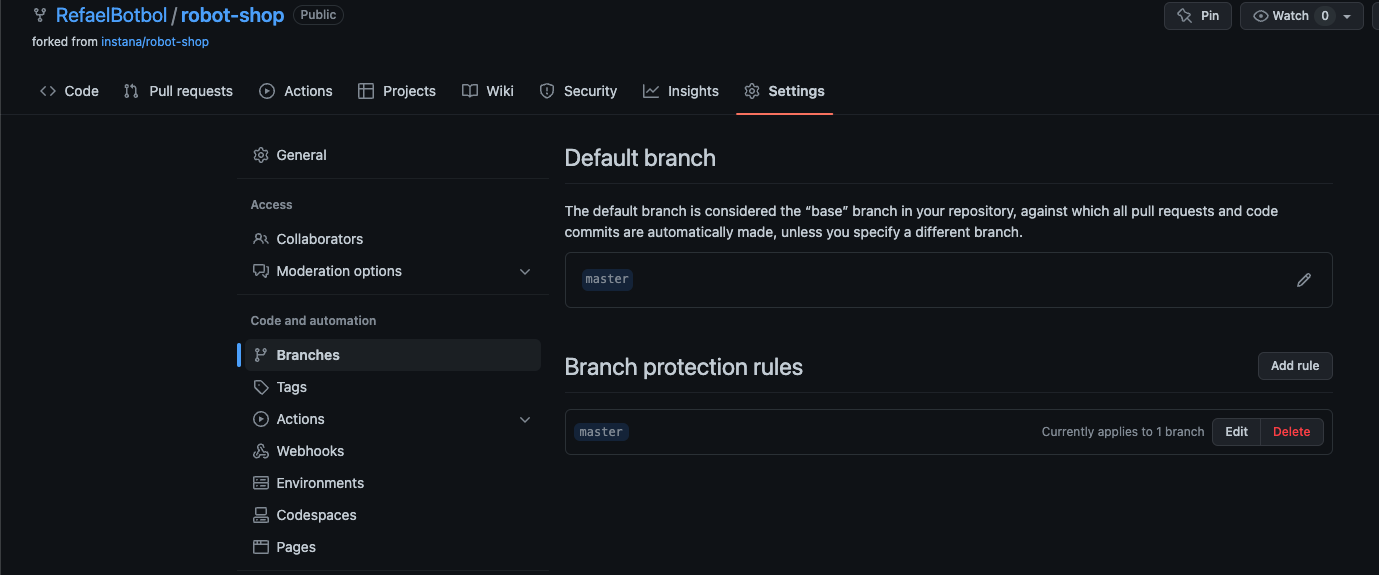 RefaelBotbol / robot-shop Public
Pin
Watch 0
forked from instana/robot-shop
Code
Pull requests
Actions
Projects
Wiki
Security
Insights
Settings
General
Access
Collaborators
Moderation options
Code and automation
Branches
Tags
Actions
Webhooks
Environments
Codespaces
Pages
Default branch
The default branch is considered the “base” branch in your repository, against which all pull requests and code
commits are automatically made, unless you specify a different branch.
master
Branch protection rules
Add rule
master
Currently applies to 1 branch
Edit
Delete